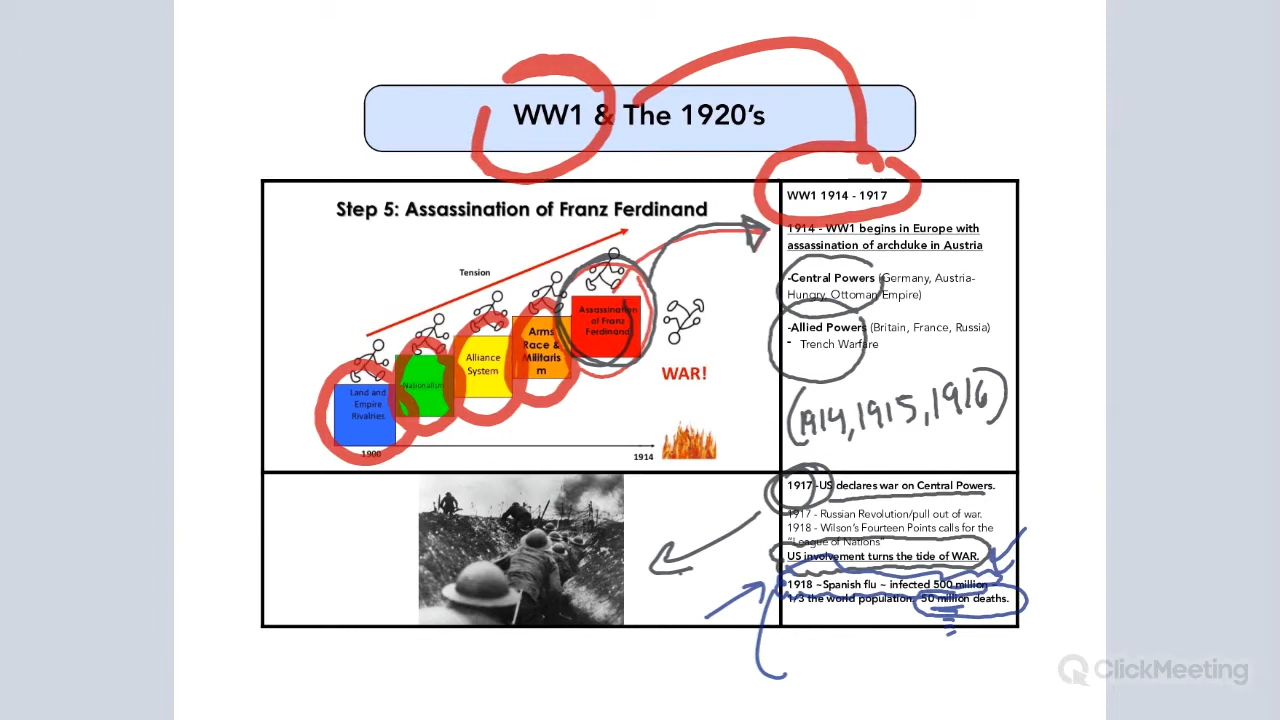 WW1 & The 1920's
Step 5: Assassination of Franz Ferdinand
Tension
Land and
Empire
Rivalries
Nationalism
Alliance
System
Arms
Race &
Militaris
m
Assassination
of Franz
Ferdinand
WAR!
1900
1914
WW1 1914 - 1917
1914 - WW1 begins in Europe with
assassination of archduke in Austria
-Central Powers (Germany, Austria-
Hungry, Ottoman Empire)
-Allied Powers (Britain, France, Russia)
- Trench Warfare
(1914, 1915, 1916)
1917 -US declares war on Central Powers.
1917 - Russian Revolution/pull out of war.
1918 - Wilson's Fourteen Points calls for the
"League of Nations"
US involvement turns the tide of WAR.
1918 ~Spanish flu ~ infected 500 million ~
1/3 the world population. 50 million deaths.
ClickMeeting